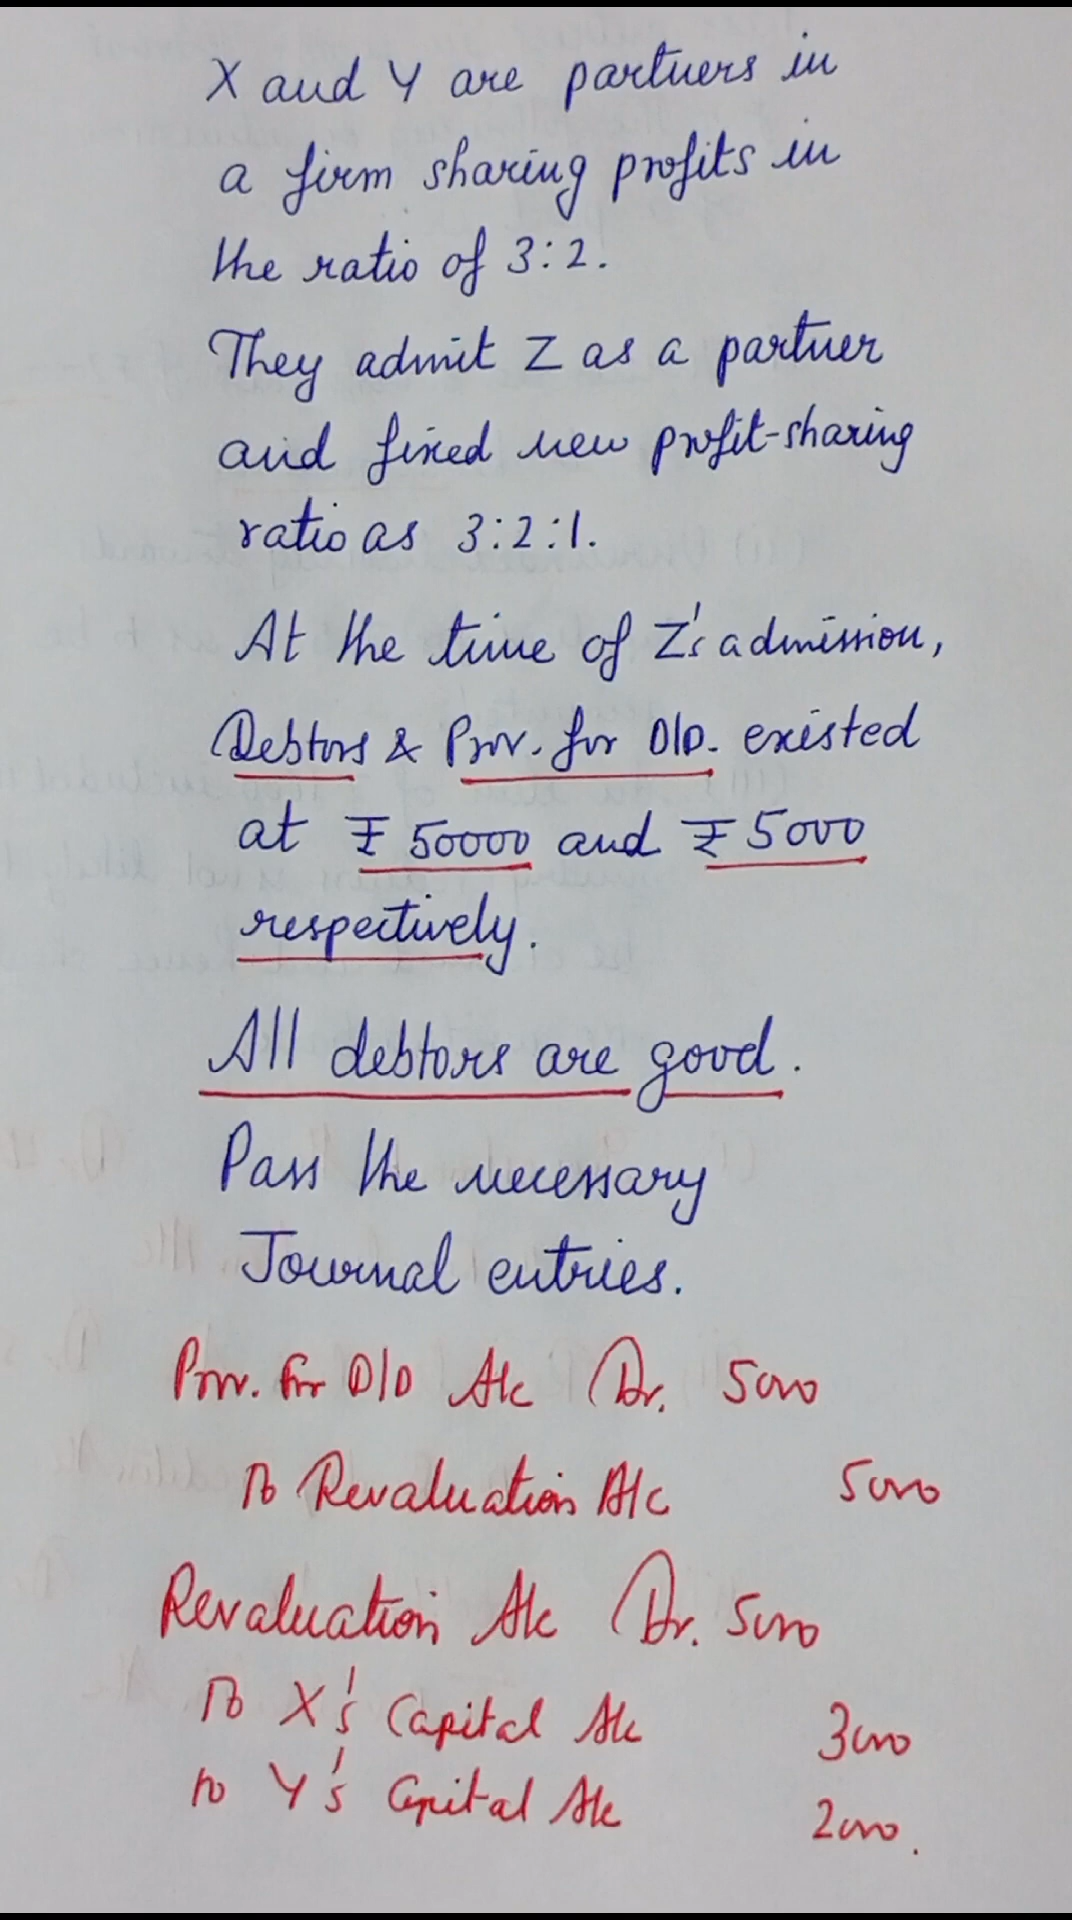 X and Y are partners in
a firm sharing profits in
the ratio of 3:2.
They admit Z as a partner
and fixed new profit-sharing
ratio as 3:2:1.
At the time of Z's admission,
Debtors & Prov. for D/D. existed
at ₹ 50000 and ₹ 5000
respectively.
All debtors are good.
Pass the necessary
Journal entries.
Prov. for D/D A/c Dr. 5000
To Revaluation A/c 5000
Revaluation A/c Dr. 5000
To X's Capital A/c 3000
to Y's Capital A/c 2000.